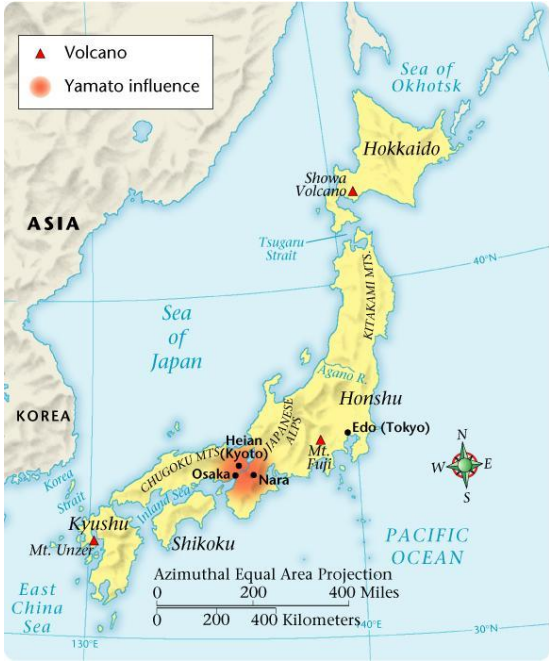 Volcano
Yamato influence
Sea of
Okhotsk
Hokkaido
Showa
Volcano
ASIA
Tsugaru
Strait
40°N
KITAKAMI MTS.
Sea
of
Japan
Agano R.
Honshu
KOREA
JAPANESE
ALPS
Edo (Tokyo)
Heian
(Kyoto)
Mt.
Fuji
N
W E
S
CHUGOKU MTS.
Osaka
Nara
Korea
Strait
Inland Sea
Kyushu
Mt. Unzer
Shikoku
PACIFIC
OCEAN
East
China
Sea
Azimuthal Equal Area Projection
0 200 400 Miles
0 200 400 Kilometers
130°E
140°E
30°N